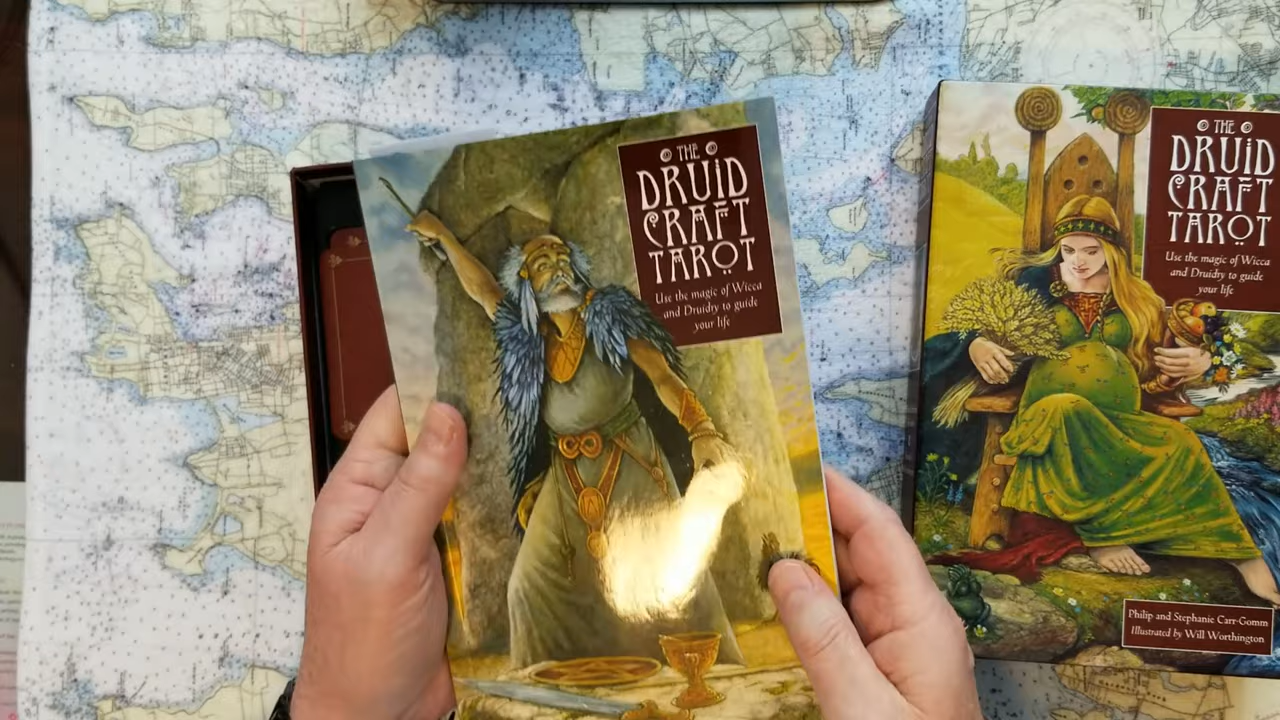 THE
DRUID
CRAFT
TAROT
Use the magic of Wicca
and Druidry to guide
your life
THE
DRUID
CRAFT
TAROT
Use the magic of Wicca
and Druidry to guide
your life
Philip and Stephanie Carr-Gomm
Illustrated by Will Worthington